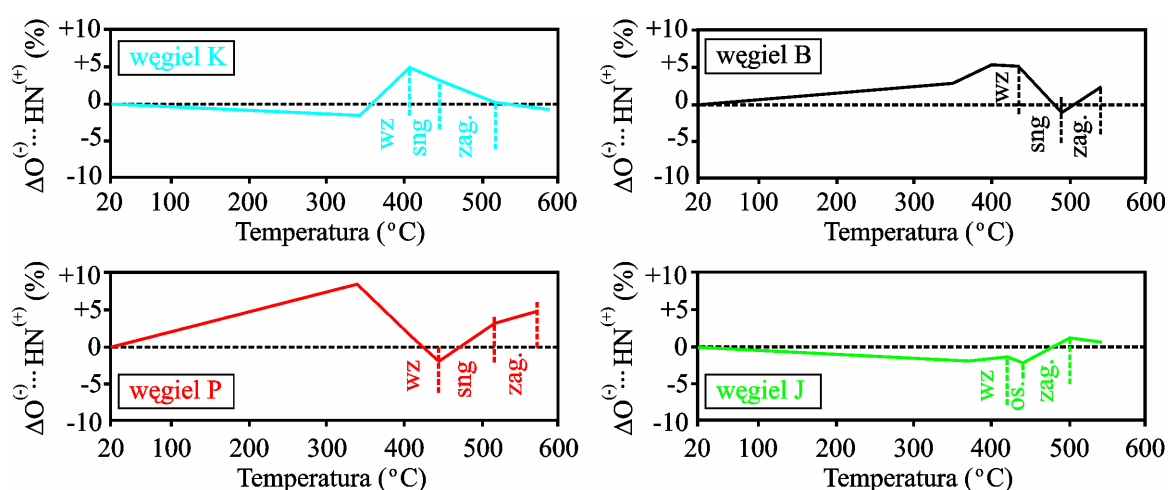 ΔO⁽⁻⁾··· HN⁽⁺⁾ (%)
+10
+5
0
-5
-10
węgiel K
wz
sng
zag.
20 100 200 300 400 500 600
Temperatura (°C)
ΔO⁽⁻⁾··· HN⁽⁺⁾ (%)
+10
+5
0
-5
-10
węgiel B
wz
sng
zag.
20 100 200 300 400 500 600
Temperatura (°C)
ΔO⁽⁻⁾··· HN⁽⁺⁾ (%)
+10
+5
0
-5
-10
węgiel P
wz
sng
zag.
20 100 200 300 400 500 600
Temperatura (°C)
ΔO⁽⁻⁾··· HN⁽⁺⁾ (%)
+10
+5
0
-5
-10
węgiel J
wz
os.
zag.
20 100 200 300 400 500 600
Temperatura (°C)